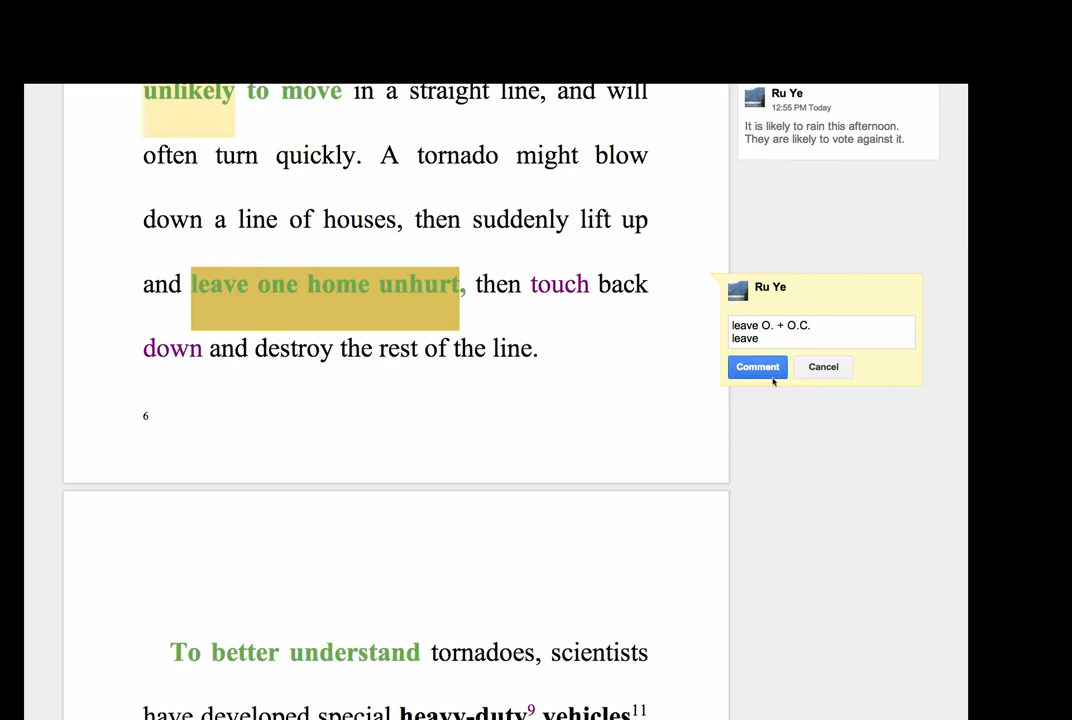 unlikely to move in a straight line, and will
often turn quickly. A tornado might blow
down a line of houses, then suddenly lift up
and leave one home unhurt, then touch back
down and destroy the rest of the line.
6
To better understand tornadoes, scientists
have developed special heavy-duty9 vehicles11
Ru Ye
12:55 PM Today
It is likely to rain this afternoon.
They are likely to vote against it.
Ru Ye
leave O. + O.C.
leave
Comment Cancel